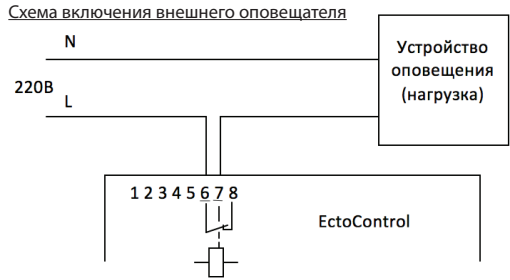 Схема включения внешнего оповещателя
N
220В
L
Устройство
оповещения
(нагрузка)
1 2 3 4 5 6 7 8
EctoControl